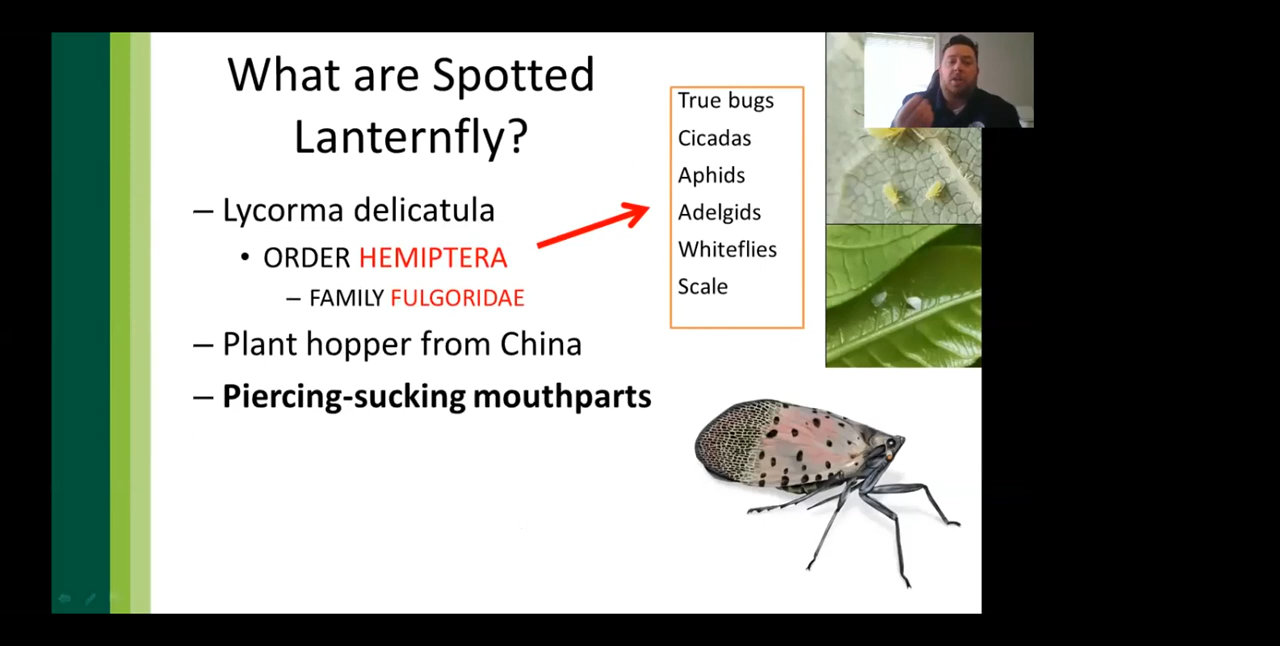 What are Spotted
Lanternfly?
– Lycorma delicatula
• ORDER HEMIPTERA
– FAMILY FULGORIDAE
– Plant hopper from China
– Piercing-sucking mouthparts
True bugs
Cicadas
Aphids
Adelgids
Whiteflies
Scale